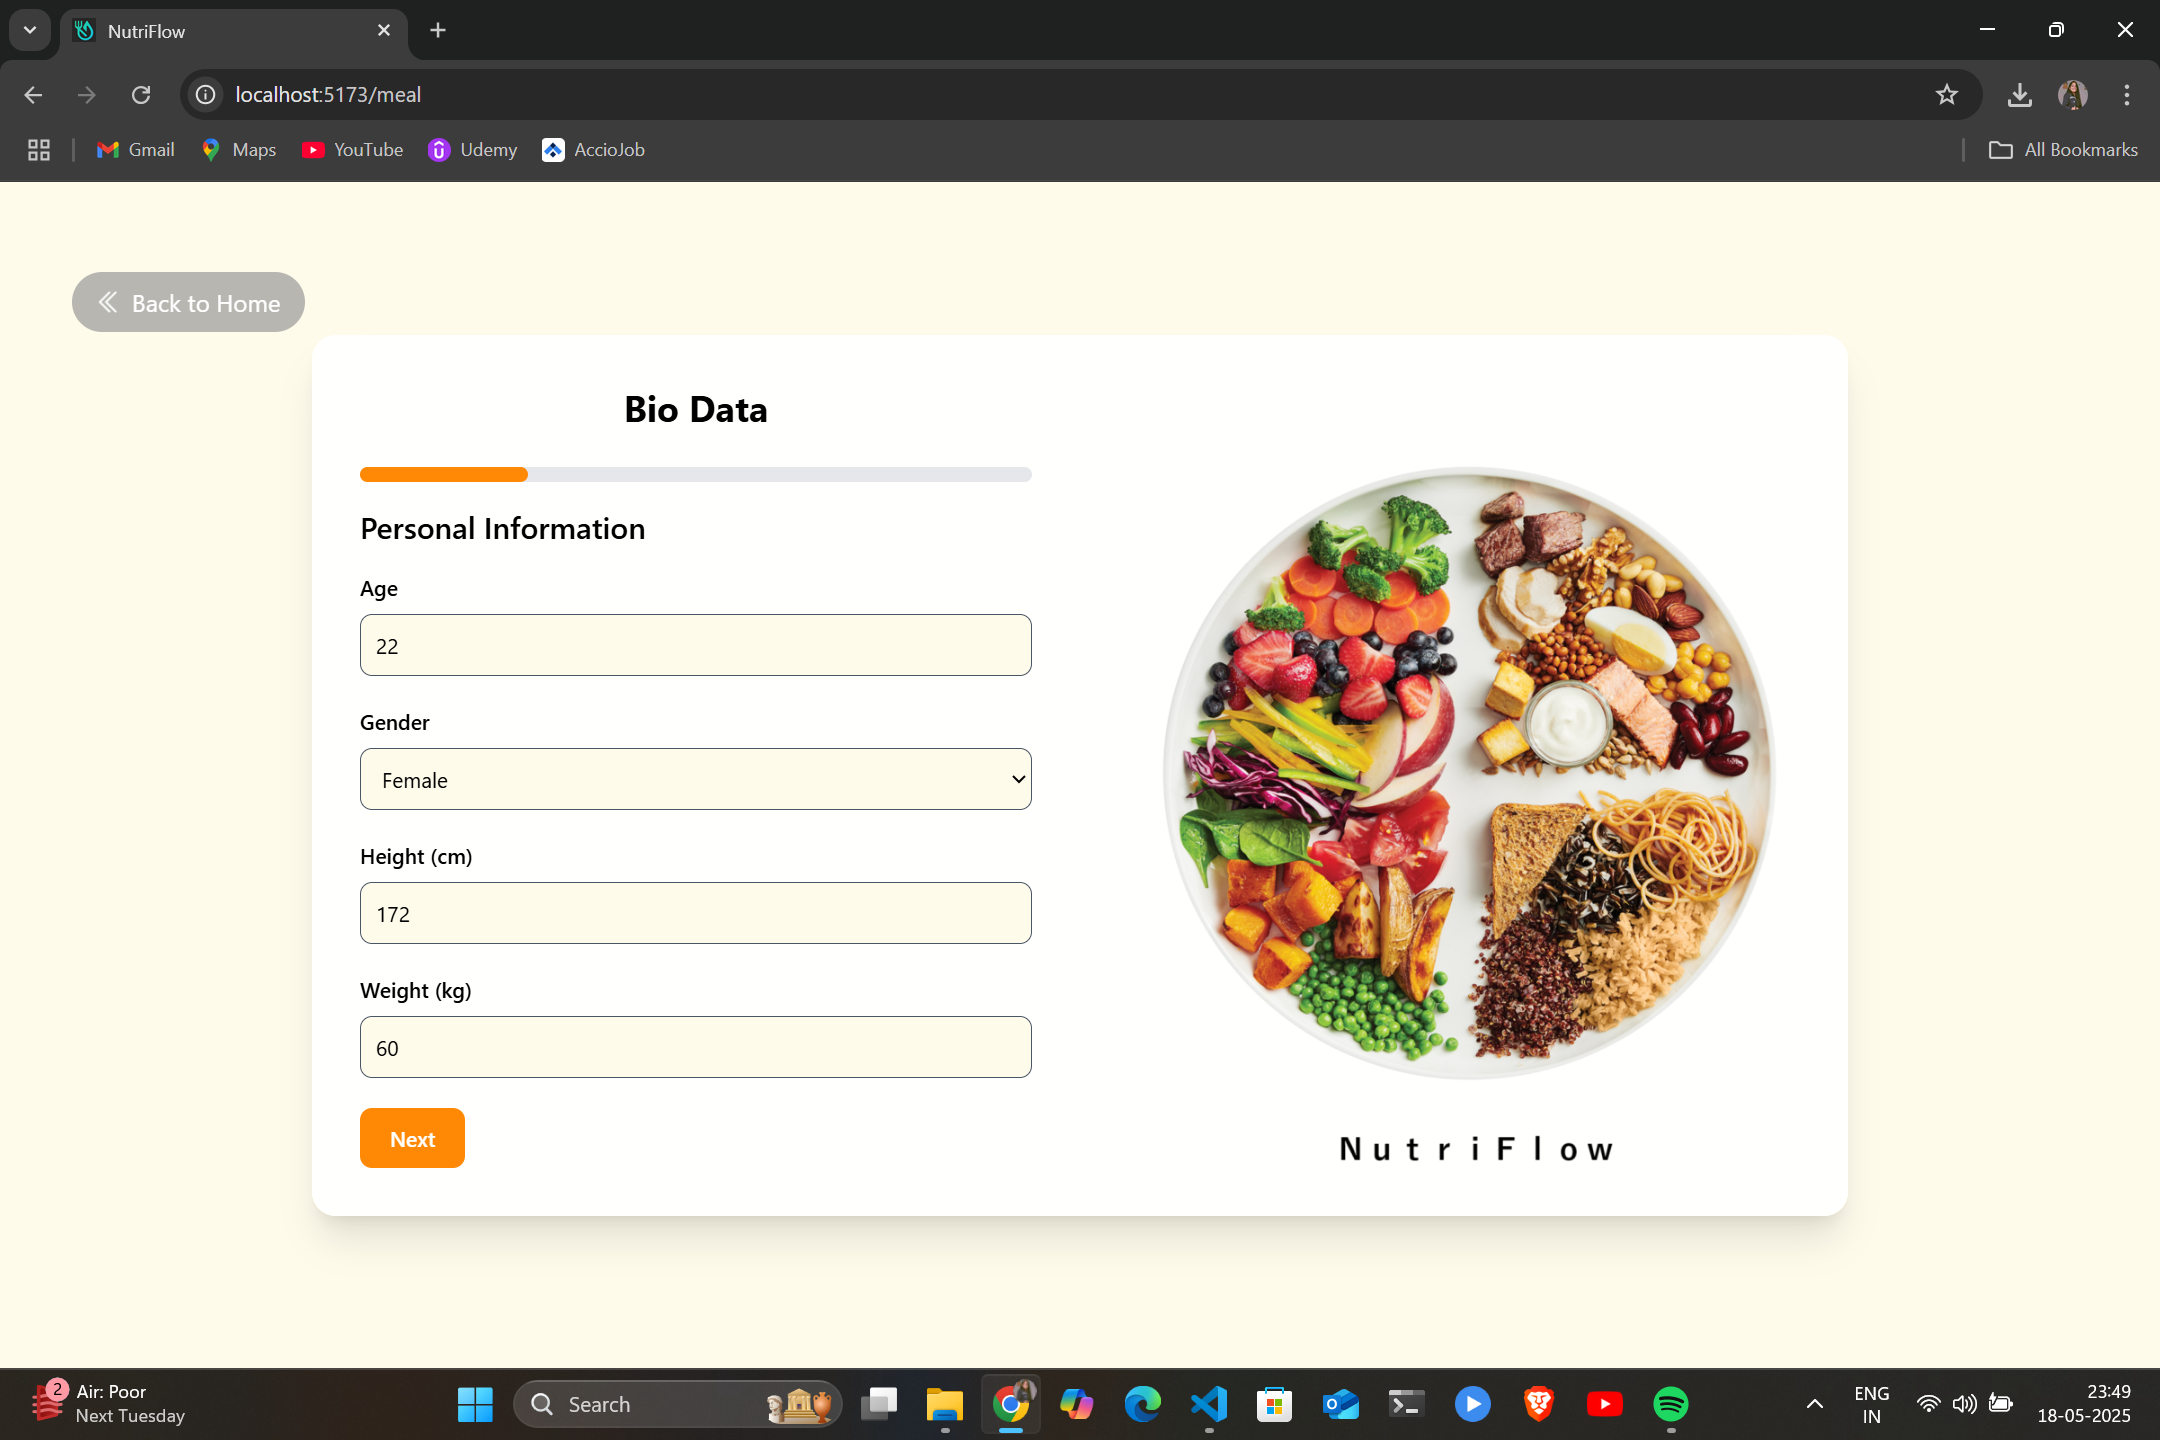 NutriFlow
localhost:5173/meal
Gmail
Maps
YouTube
Udemy
AccioJob
All Bookmarks
Back to Home
Bio Data
Personal Information
Age
22
Gender
Female
Height (cm)
172
Weight (kg)
60
Next
NutriFlow
2
Air: Poor
Next Tuesday
Search
ENG
IN
23:49
18-05-2025